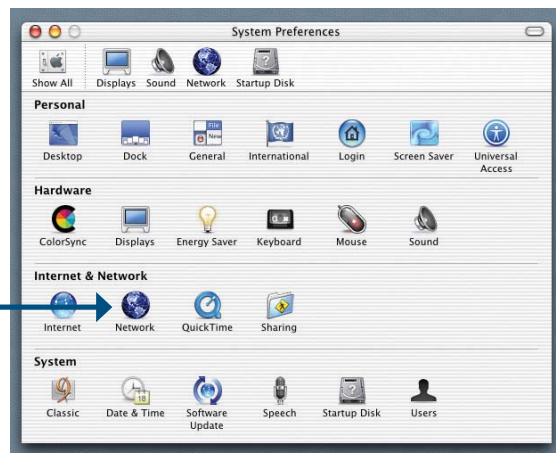 System Preferences
Show All Displays Sound Network Startup Disk
Personal
Desktop Dock General International Login Screen Saver Universal Access
Hardware
ColorSync Displays Energy Saver Keyboard Mouse Sound
Internet & Network
Internet Network QuickTime Sharing
System
Classic Date & Time Software Update Speech Startup Disk Users